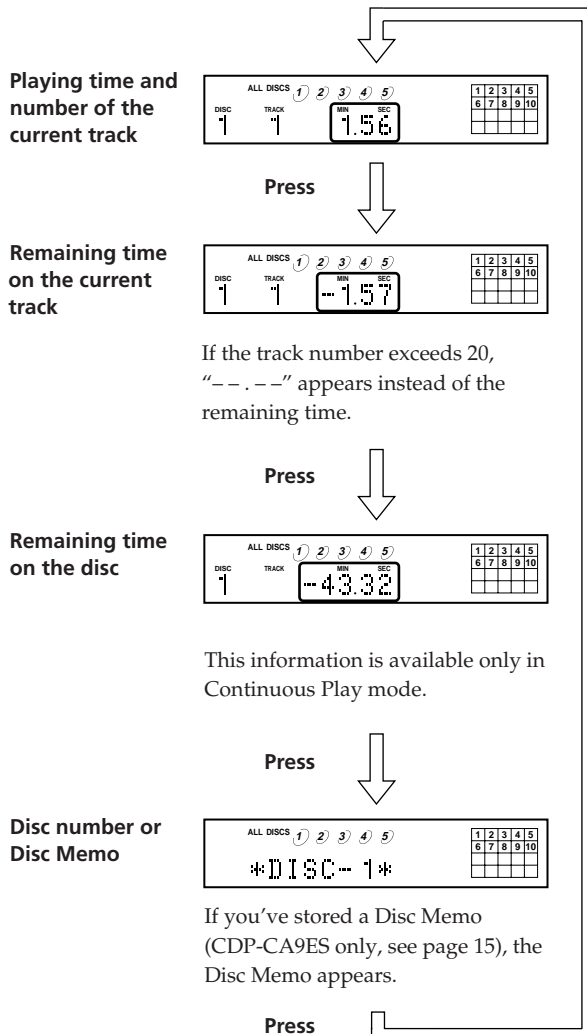 Playing time and
number of the
current track
ALL DISCS 1 2 3 4 5
DISC TRACK MIN SEC
1 1 1.56
1 2 3 4 5
6 7 8 9 10
Press
Remaining time
on the current
track
ALL DISCS 1 2 3 4 5
DISC TRACK MIN SEC
1 1 -1.57
1 2 3 4 5
6 7 8 9 10
If the track number exceeds 20,
“– – . – –” appears instead of the
remaining time.
Press
Remaining time
on the disc
ALL DISCS 1 2 3 4 5
DISC TRACK MIN SEC
1 -43.32
1 2 3 4 5
6 7 8 9 10
This information is available only in
Continuous Play mode.
Press
Disc number or
Disc Memo
ALL DISCS 1 2 3 4 5
*DISC-1*
1 2 3 4 5
6 7 8 9 10
If you’ve stored a Disc Memo
(CDP-CA9ES only, see page 15), the
Disc Memo appears.
Press